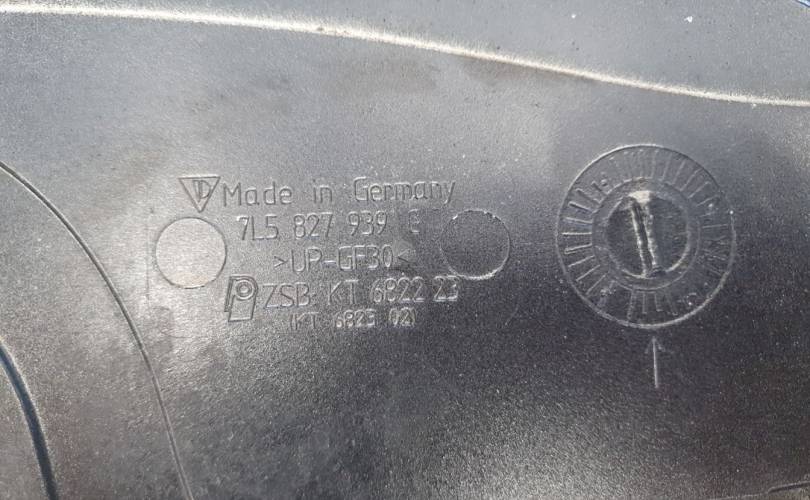 Made in Germany
7L5 827 939 E
>UP-GF30<
ZSB-KT 6822 23
(KT 6823 02)